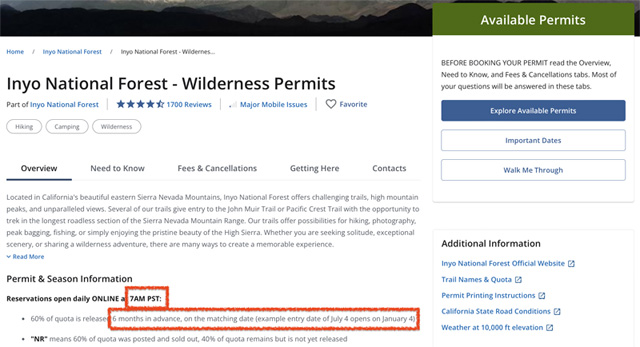 Available Permits
BEFORE BOOKING YOUR PERMIT read the Overview,
Need to Know, and Fees & Cancellations tabs. Most of
your questions will be answered in these tabs.
Explore Available Permits
Important Dates
Walk Me Through
Home / Inyo National Forest / Inyo National Forest - Wildernes...
Inyo National Forest - Wilderness Permits
Part of Inyo National Forest 1700 Reviews Major Mobile Issues Favorite
Hiking Camping Wilderness
Overview Need to Know Fees & Cancellations Getting Here Contacts
Located in California's beautiful eastern Sierra Nevada Mountains, Inyo National Forest offers challenging trails, high mountain
peaks, and unparalleled views. Several of our trails give entry to the John Muir Trail or Pacific Crest Trail with the opportunity to
trek in the longest roadless section of the Sierra Nevada Mountain Range. Our trails offer possibilities for hiking, photography,
peak bagging, fishing, or simply enjoying the pristine beauty of the High Sierra. Whether you are seeking solitude, exceptional
scenery, or sharing a wilderness adventure, there are many ways to create a memorable experience.
Read More
Permit & Season Information
Reservations open daily ONLINE a 7AM PST:
60% of quota is released 6 months in advance, on the matching date (example entry date of July 4 opens on January 4)
"NR" means 60% of quota was posted and sold out, 40% of quota remains but is not yet released
Additional Information
Inyo National Forest Official Website
Trail Names & Quota
Permit Printing Instructions
California State Road Conditions
Weather at 10,000 ft elevation